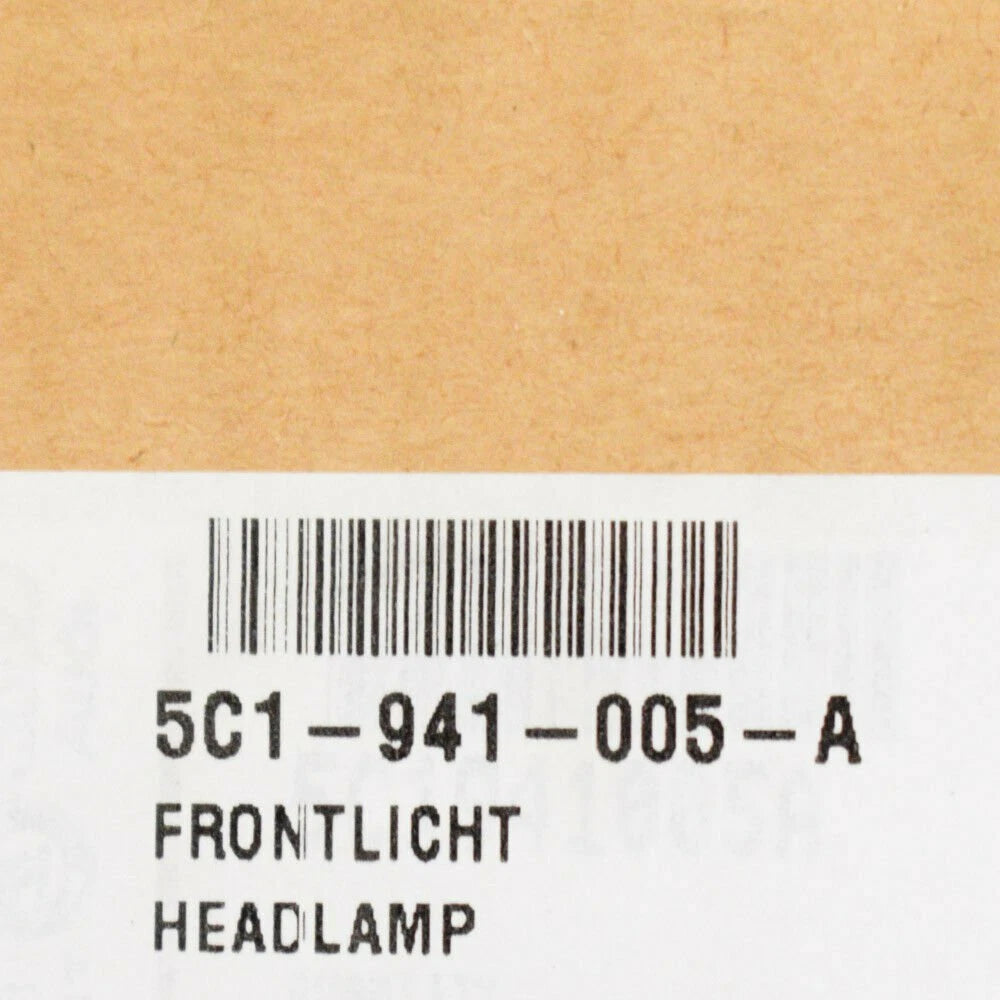 5C1-941-005-A
FRONTLICHT
HEADLAMP